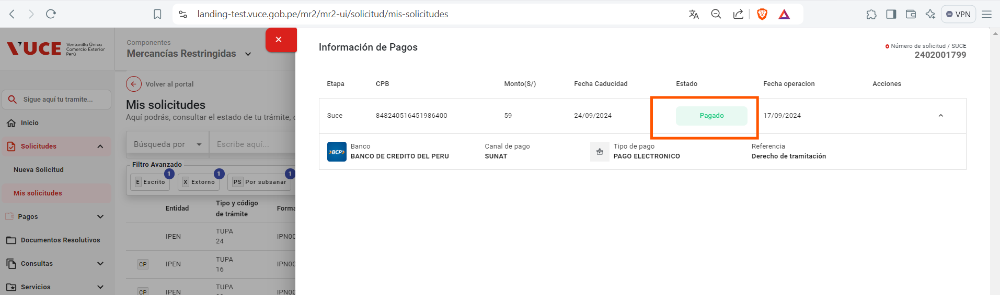 landing-test.vuce.gob.pe/mr2/mr2-ui/solicitud/mis-solicitudes
VPN
VUCE Ventanilla Única
Comercio Exterior
Perú
Componentes
Mercancías Restringidas
Volver al portal
Sigue aquí tu tramite...
Inicio
Solicitudes
Nueva Solicitud
Mis solicitudes
Pagos
Documentos Resolutivos
Consultas
Servicios
Mis solicitudes
Aquí podrás, consultar el estado de tu trámite,
Búsqueda por
Escribe aquí...
Filtro Avanzado
E Escrito 1
X Extorno 1
PS Por subsanar 1
Entidad Tipo y código de trámite Forma
IPEN TUPA 24 IPN00
CP IPEN TUPA 16 IPN00
CP IPEN TUPA IPN00
Información de Pagos
Número de solicitud / SUCE
2402001799
Etapa CPB Monto(S/) Fecha Caducidad Estado Fecha operacion Acciones
Suce 848240516451986400 59 24/09/2024 Pagado 17/09/2024
BCP
Banco
BANCO DE CREDITO DEL PERU
Canal de pago
SUNAT
Tipo de pago
PAGO ELECTRONICO
Referencia
Derecho de tramitación